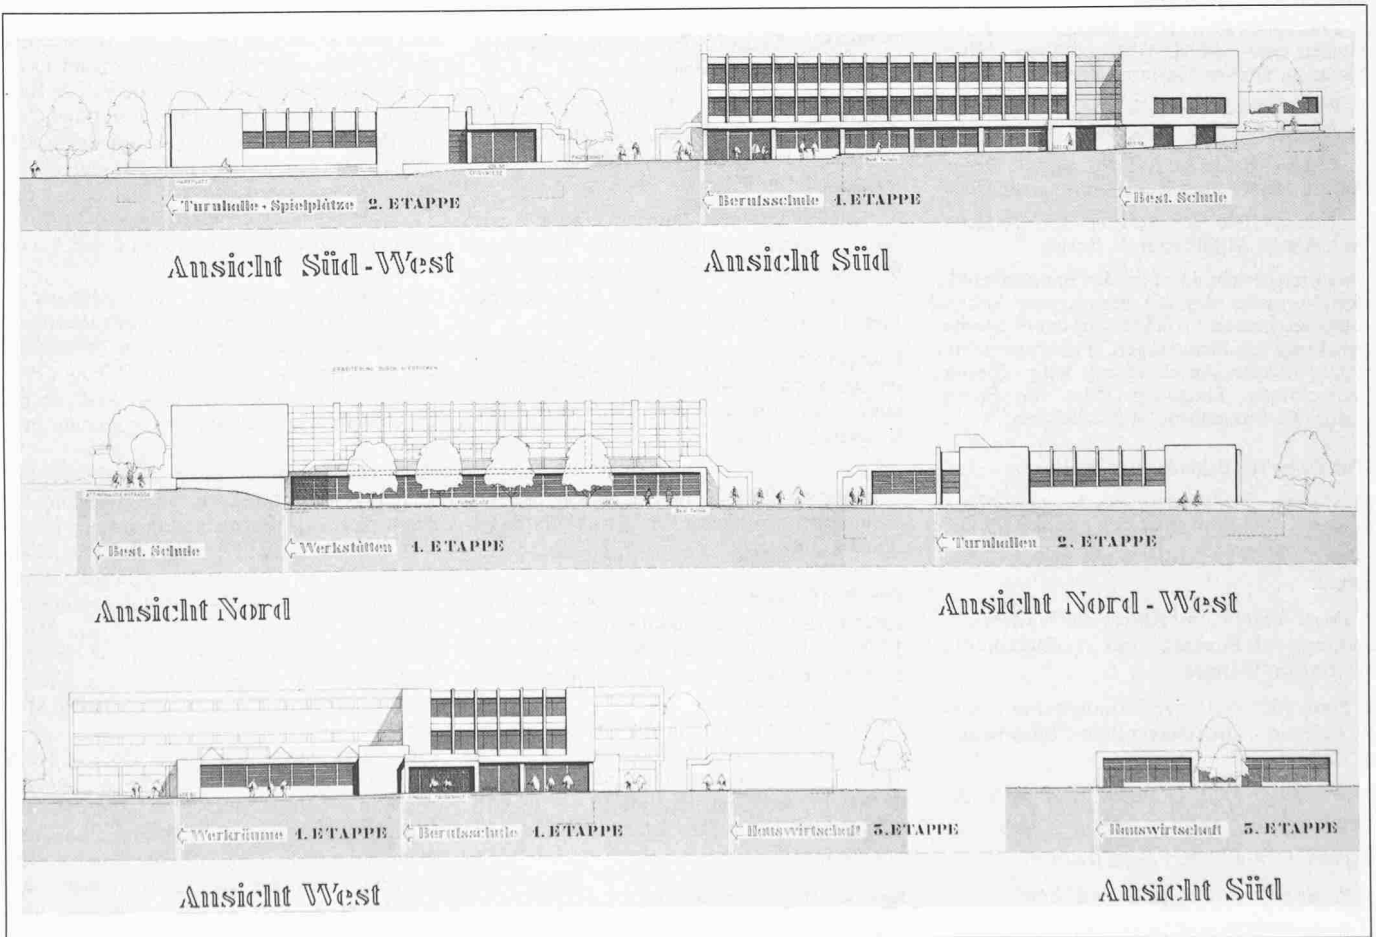 Turnhalle + Spielplätze 2. ETAPPE
Berufsschule 1. ETAPPE
Best. Schule
Ansicht Süd-West
Ansicht Süd
Best. Schule
Werkstätten 1. ETAPPE
Turnhallen 2. ETAPPE
Ansicht Nord
Ansicht Nord-West
Werkräume 1. ETAPPE
Berufsschule 1. ETAPPE
Hauswirtschaft 3. ETAPPE
Hauswirtschaft 3. ETAPPE
Ansicht West
Ansicht Süd